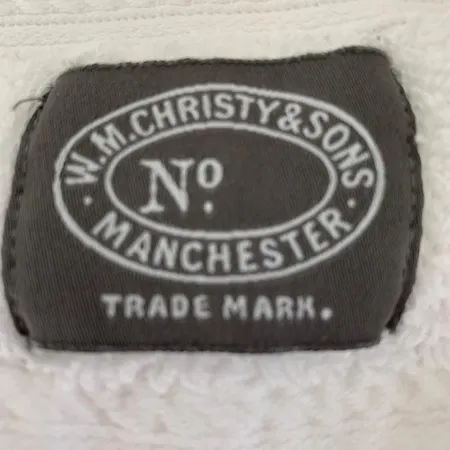 W.M.CHRISTY&SONS
Nº.
· MANCHESTER ·
TRADE MARK.